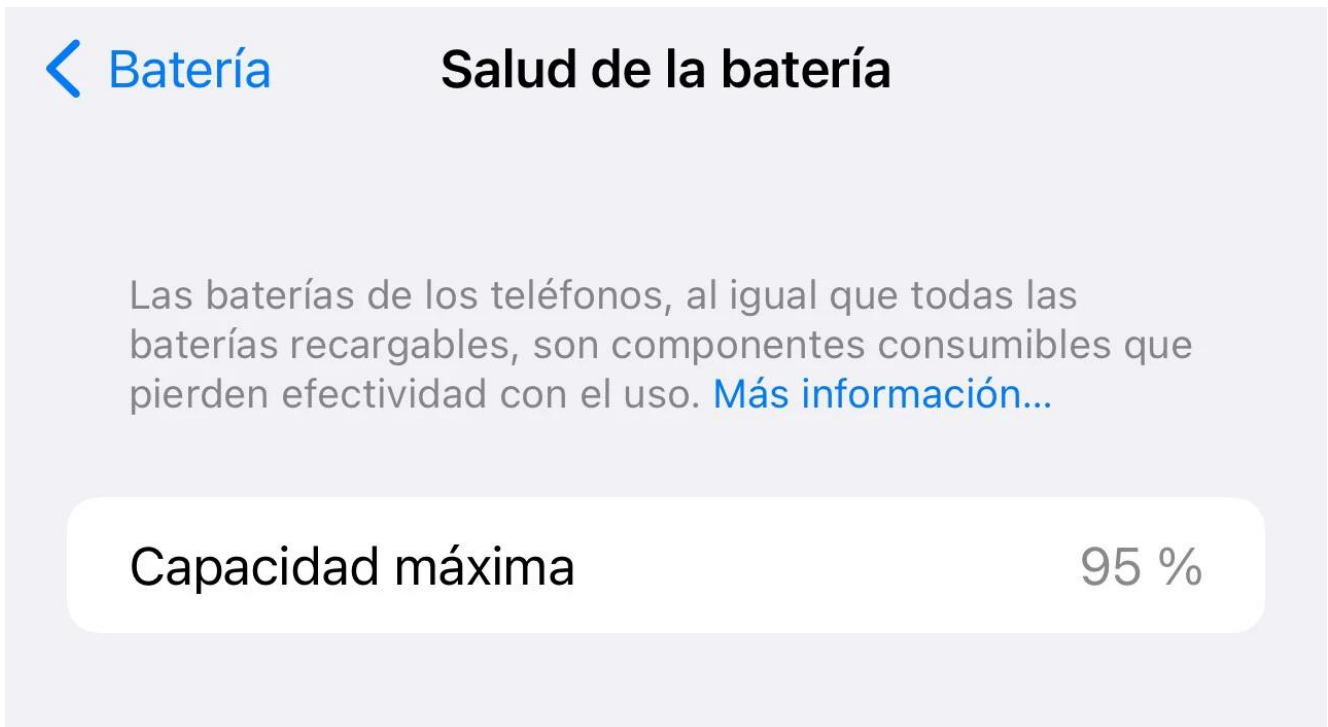 Batería Salud de la batería
Las baterías de los teléfonos, al igual que todas las
baterías recargables, son componentes consumibles que
pierden efectividad con el uso. Más información...
Capacidad máxima 95 %